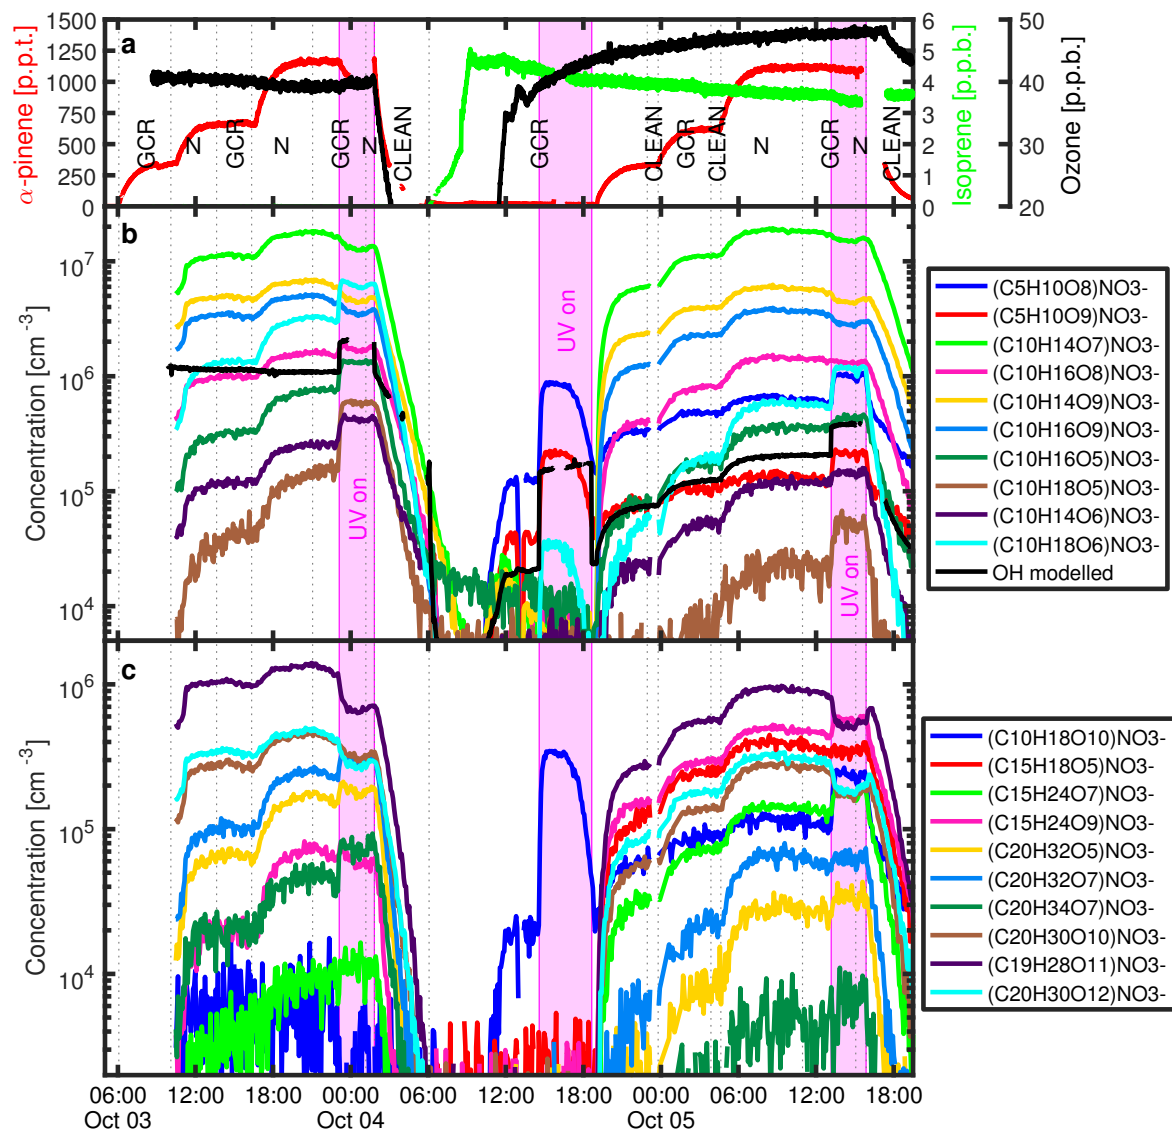 a
α-pinene [p.p.t.]
1500
1250
1000
750
500
250
0
GCR
N
GCR
N
GCR
N
CLEAN
GCR
CLEAN
GCR
CLEAN
N
GCR
N
CLEAN
6
5
4
3
2
1
0
Isoprene [p.p.b.]
50
40
30
20
Ozone [p.p.b.]
b
Concentration [cm⁻³]
10⁷
10⁶
10⁵
10⁴
UV on
UV on
UV on
(C5H10O8)NO3-
(C5H10O9)NO3-
(C10H14O7)NO3-
(C10H16O8)NO3-
(C10H14O9)NO3-
(C10H16O9)NO3-
(C10H16O5)NO3-
(C10H18O5)NO3-
(C10H14O6)NO3-
(C10H18O6)NO3-
OH modelled
c
Concentration [cm⁻³]
10⁶
10⁵
10⁴
(C10H18O10)NO3-
(C15H18O5)NO3-
(C15H24O7)NO3-
(C15H24O9)NO3-
(C20H32O5)NO3-
(C20H32O7)NO3-
(C20H34O7)NO3-
(C20H30O10)NO3-
(C19H28O11)NO3-
(C20H30O12)NO3-
06:00 12:00 18:00 00:00 06:00 12:00 18:00 00:00 06:00 12:00 18:00
Oct 03 Oct 04 Oct 05